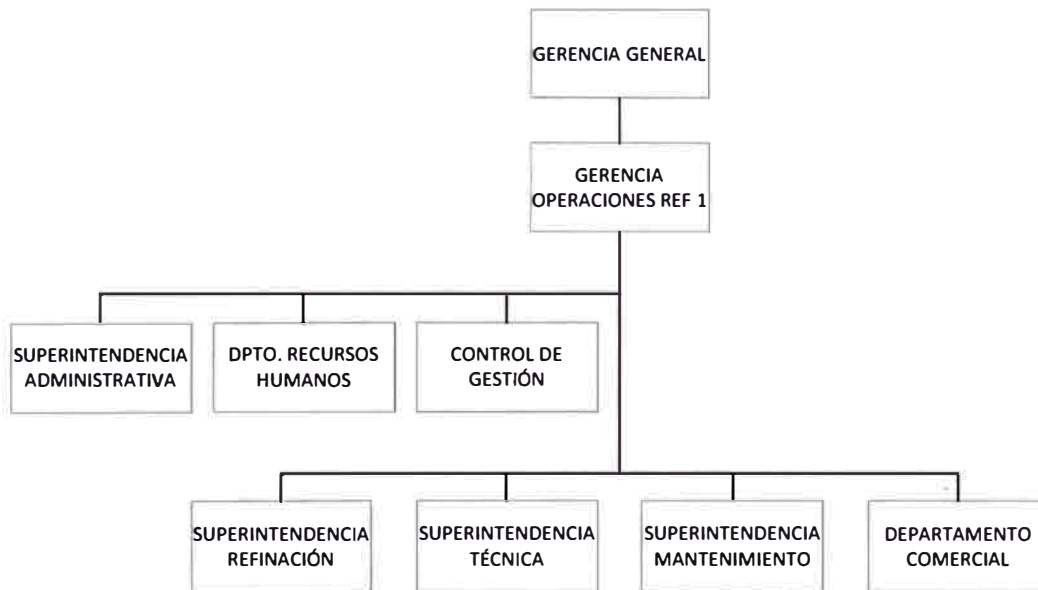 GERENCIA GENERAL
GERENCIA
OPERACIONES REF 1
SUPERINTENDENCIA
ADMINISTRATIVA
DPTO. RECURSOS
HUMANOS
CONTROL DE
GESTIÓN
SUPERINTENDENCIA
REFINACIÓN
SUPERINTENDENCIA
TÉCNICA
SUPERINTENDENCIA
MANTENIMIENTO
DEPARTAMENTO
COMERCIAL